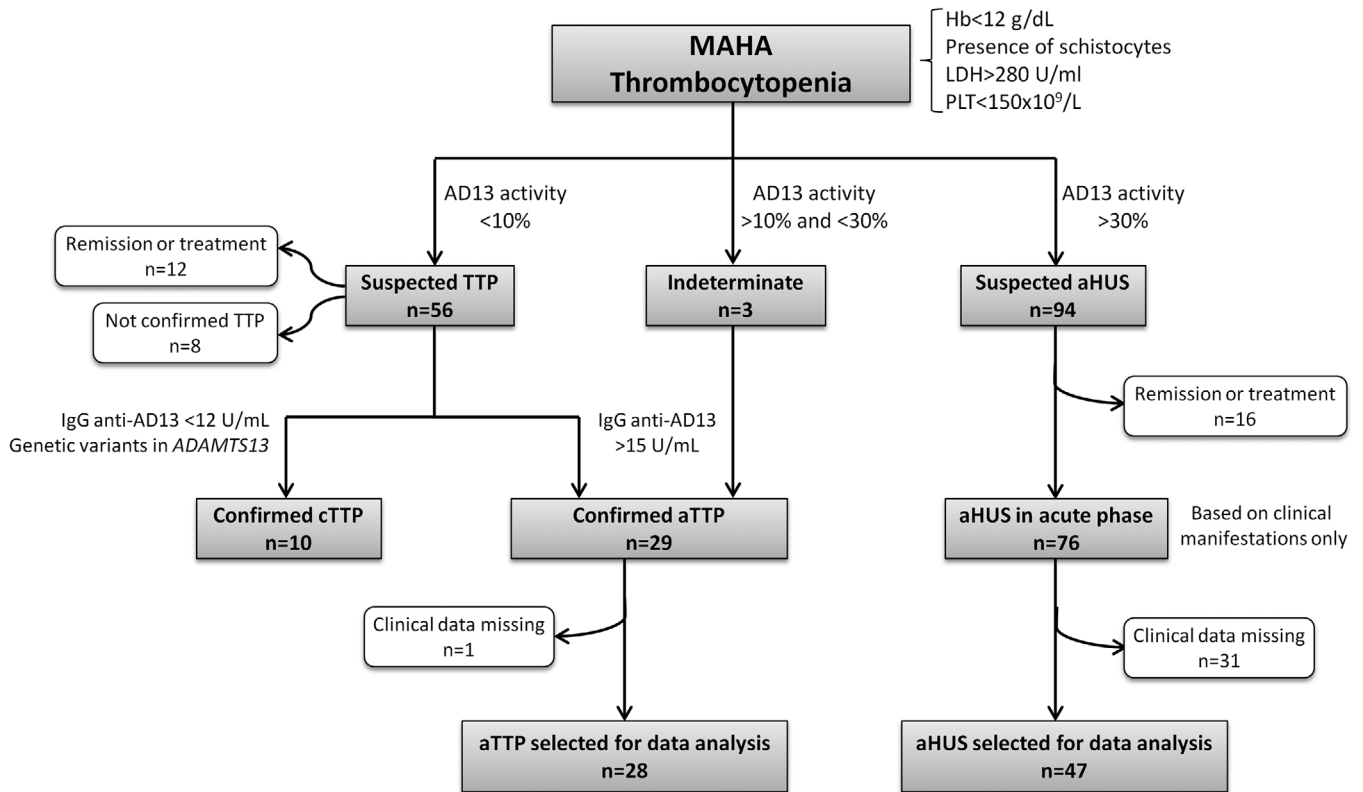 MAHA
Thrombocytopenia
Hb<12 g/dL
Presence of schistocytes
LDH>280 U/ml
PLT<150x10⁹/L
AD13 activity
<10%
AD13 activity
>10% and <30%
AD13 activity
>30%
Remission or treatment
n=12
Not confirmed TTP
n=8
Suspected TTP
n=56
Indeterminate
n=3
Suspected aHUS
n=94
Remission or treatment
n=16
IgG anti-AD13 <12 U/mL
Genetic variants in ADAMTS13
IgG anti-AD13
>15 U/mL
Confirmed cTTP
n=10
Confirmed aTTP
n=29
aHUS in acute phase
n=76
Based on clinical
manifestations only
Clinical data missing
n=1
Clinical data missing
n=31
aTTP selected for data analysis
n=28
aHUS selected for data analysis
n=47